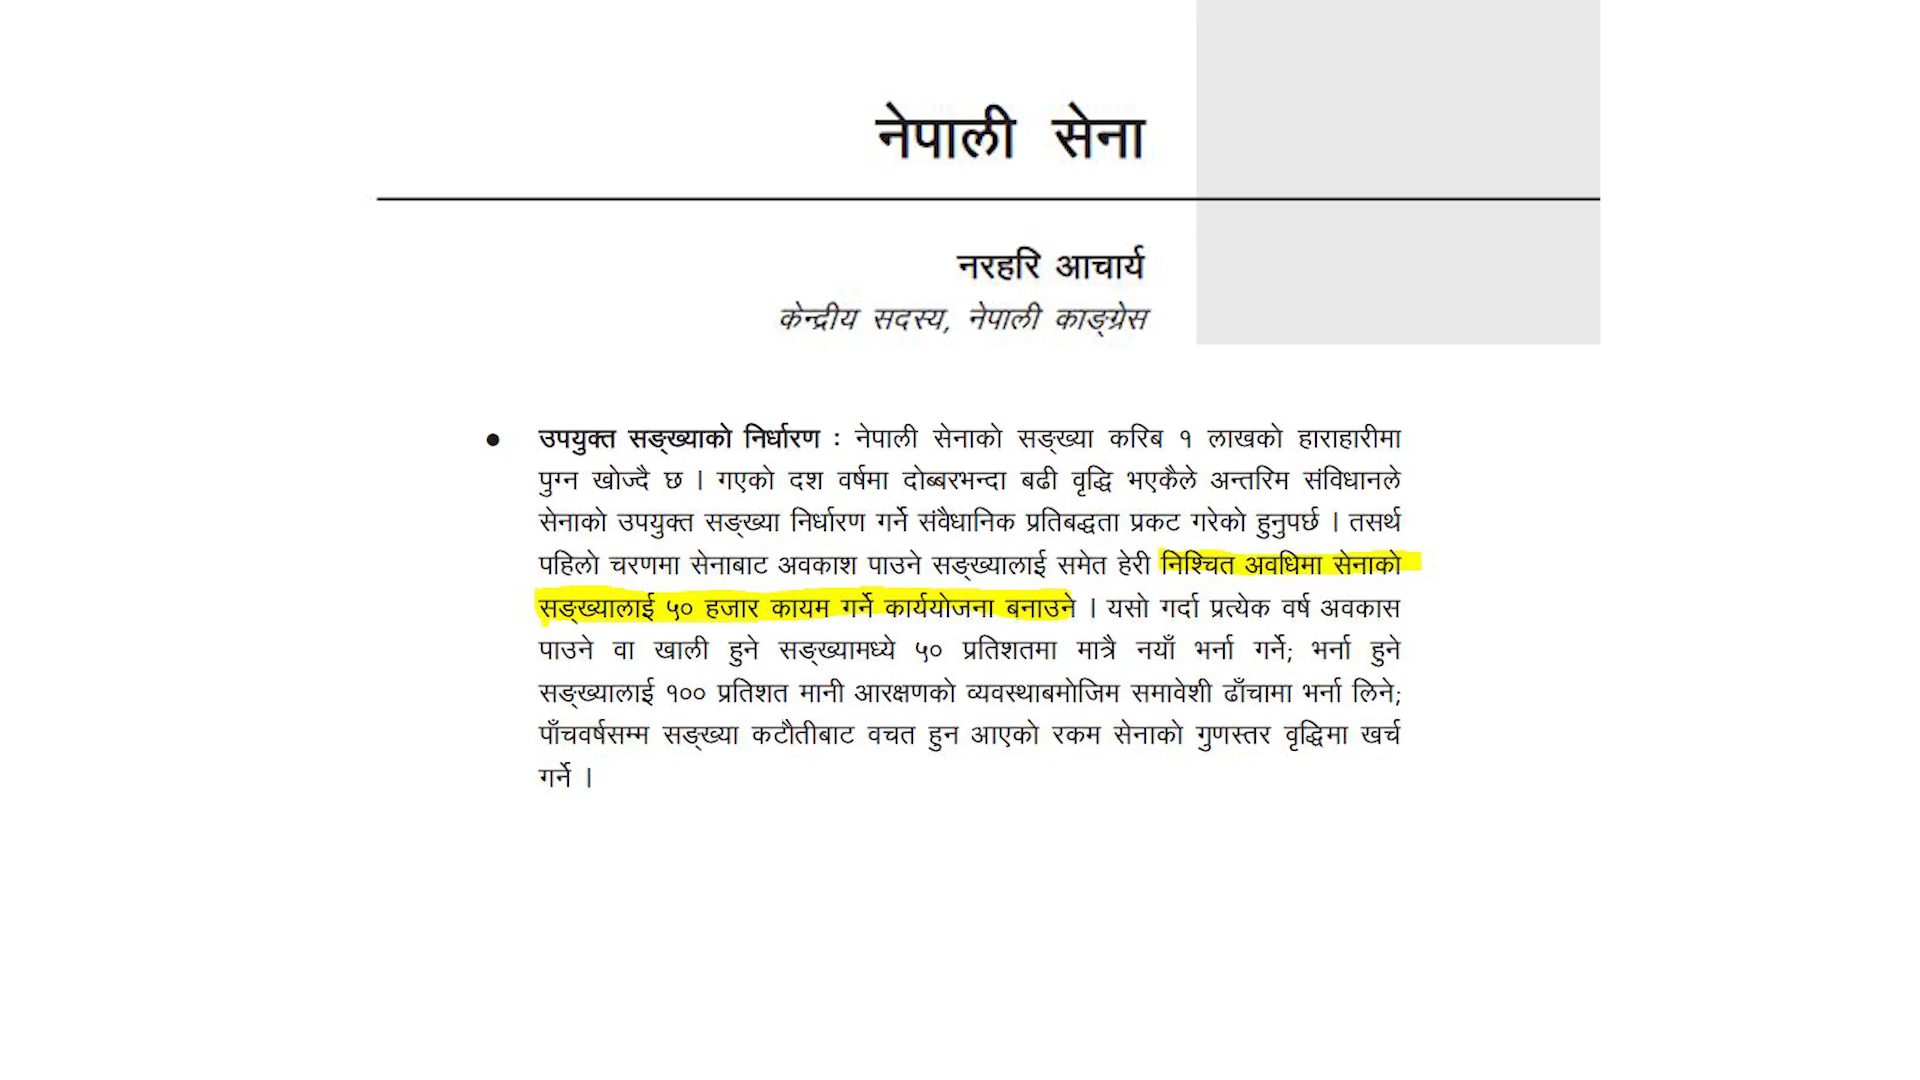 नेपाली सेना
नरहरि आचार्य
केन्द्रीय सदस्य, नेपाली काङ्ग्रेस
● उपयुक्त सङ्ख्याको निर्धारण : नेपाली सेनाको सङ्ख्या करिब १ लाखको हाराहारीमा
पुग्न खोज्दै छ । गएको दश वर्षमा दोब्बरभन्दा बढी वृद्धि भएकैले अन्तरिम संविधानले
सेनाको उपयुक्त सङ्ख्या निर्धारण गर्ने संवैधानिक प्रतिबद्धता प्रकट गरेको हुनुपर्छ । तसर्थ
पहिलो चरणमा सेनाबाट अवकाश पाउने सङ्ख्यालाई समेत हेरी निश्चित अवधिमा सेनाको
सङ्ख्यालाई ५० हजार कायम गर्ने कार्ययोजना बनाउने । यसो गर्दा प्रत्येक वर्ष अवकास
पाउने वा खाली हुने सङ्ख्यामध्ये ५० प्रतिशतमा मात्रै नयाँ भर्ना गर्ने; भर्ना हुने
सङ्ख्यालाई १०० प्रतिशत मानी आरक्षणको व्यवस्थाबमोजिम समावेशी ढाँचामा भर्ना लिने;
पाँचवर्षसम्म सङ्ख्या कटौतीबाट वचत हुन आएको रकम सेनाको गुणस्तर वृद्धिमा खर्च
गर्ने ।